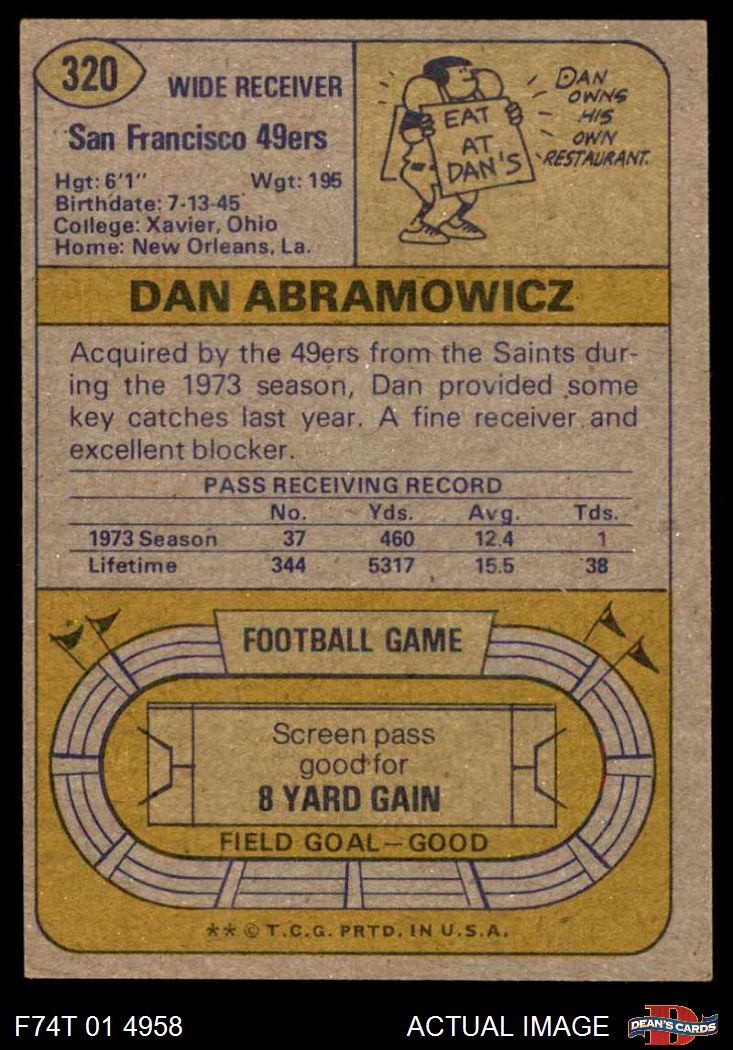 320
WIDE RECEIVER
San Francisco 49ers
Hgt: 6'1" Wgt: 195
Birthdate: 7-13-45
College: Xavier, Ohio
Home: New Orleans, La.
EAT
AT
DAN'S
DAN
OWNS
HIS
OWN
RESTAURANT.
DAN ABRAMOWICZ
Acquired by the 49ers from the Saints dur-
ing the 1973 season, Dan provided some
key catches last year. A fine receiver and
excellent blocker.
PASS RECEIVING RECORD
No. Yds. Avg. Tds.
1973 Season 37 460 12.4 1
Lifetime 344 5317 15.5 38
FOOTBALL GAME
Screen pass
good for
8 YARD GAIN
FIELD GOAL—GOOD
** © T.C.G. PRTD. IN U.S.A.
F74T 01 4958 ACTUAL IMAGE
D
DEAN'S CARDS